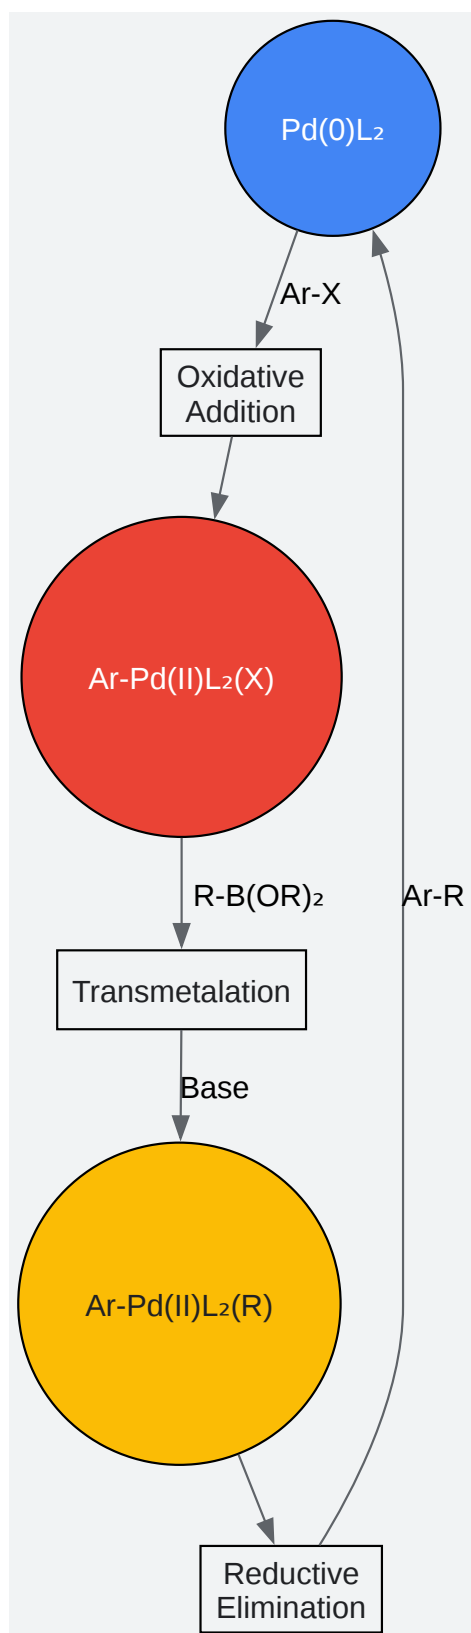 Pd(0)L₂
Ar-X
Oxidative
Addition
Ar-Pd(II)L₂(X)
R-B(OR)₂
Ar-R
Transmetalation
Base
Ar-Pd(II)L₂(R)
Reductive
Elimination